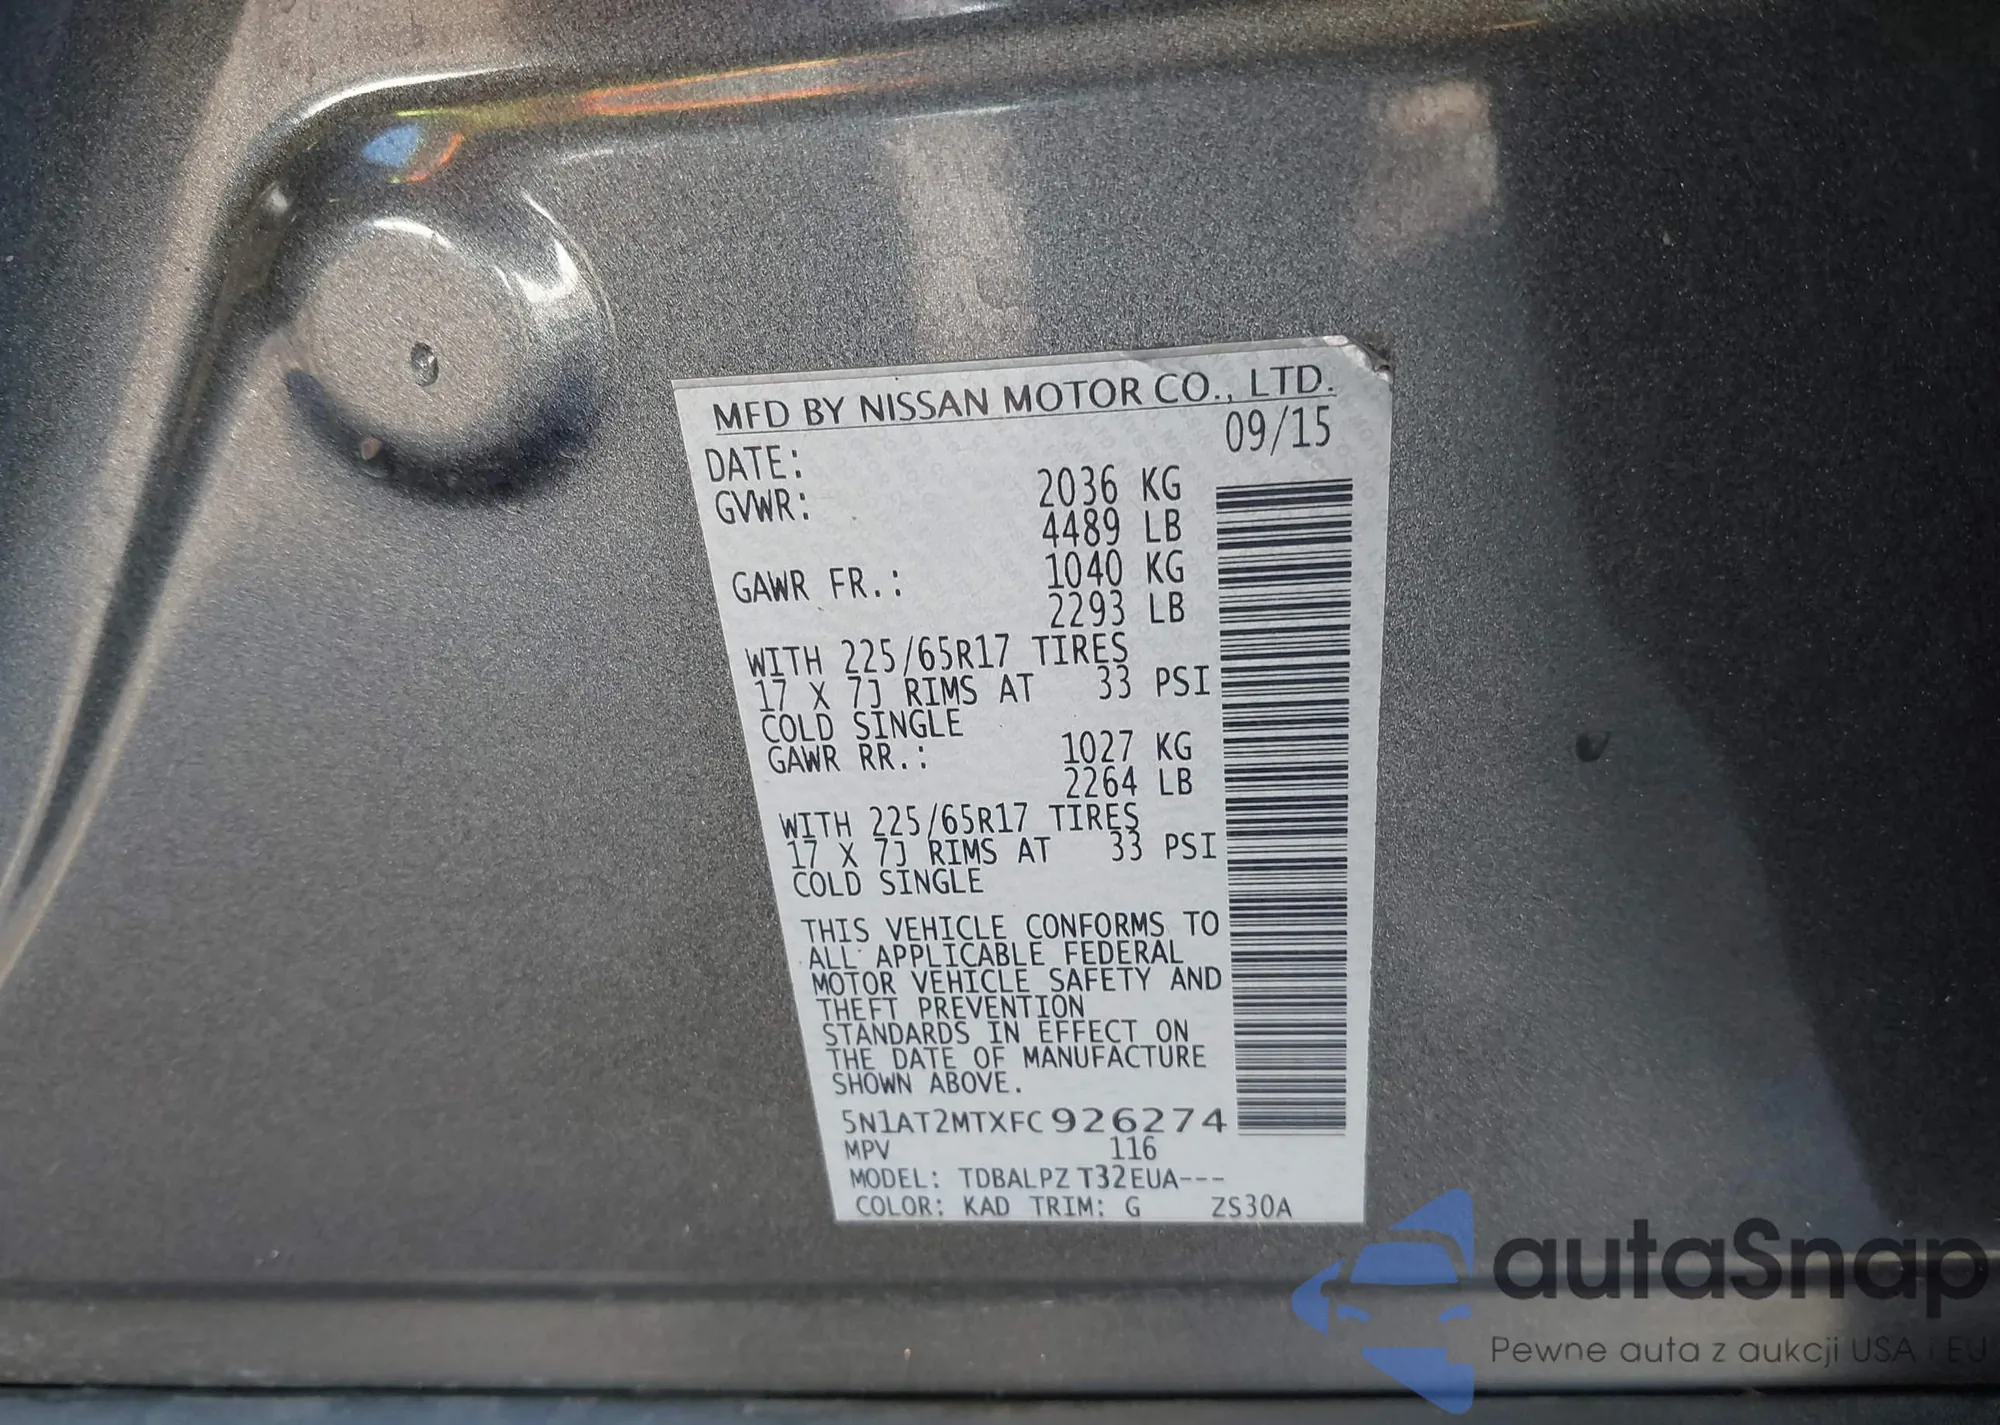 MFD BY NISSAN MOTOR CO., LTD.
DATE: 09/15
GVWR: 2036 KG
4489 LB
GAWR FR.: 1040 KG
2293 LB
WITH 225/65R17 TIRES
17 X 7J RIMS AT 33 PSI
COLD SINGLE
GAWR RR.: 1027 KG
2264 LB
WITH 225/65R17 TIRES
17 X 7J RIMS AT 33 PSI
COLD SINGLE
THIS VEHICLE CONFORMS TO
ALL APPLICABLE FEDERAL
MOTOR VEHICLE SAFETY AND
THEFT PREVENTION
STANDARDS IN EFFECT ON
THE DATE OF MANUFACTURE
SHOWN ABOVE.
5N1AT2MTXFC926274
MPV 116
MODEL: TDBALPZ T32EUA---
COLOR: KAD TRIM: G ZS30A
autaSnap
Pewne auta z aukcji USA i EU